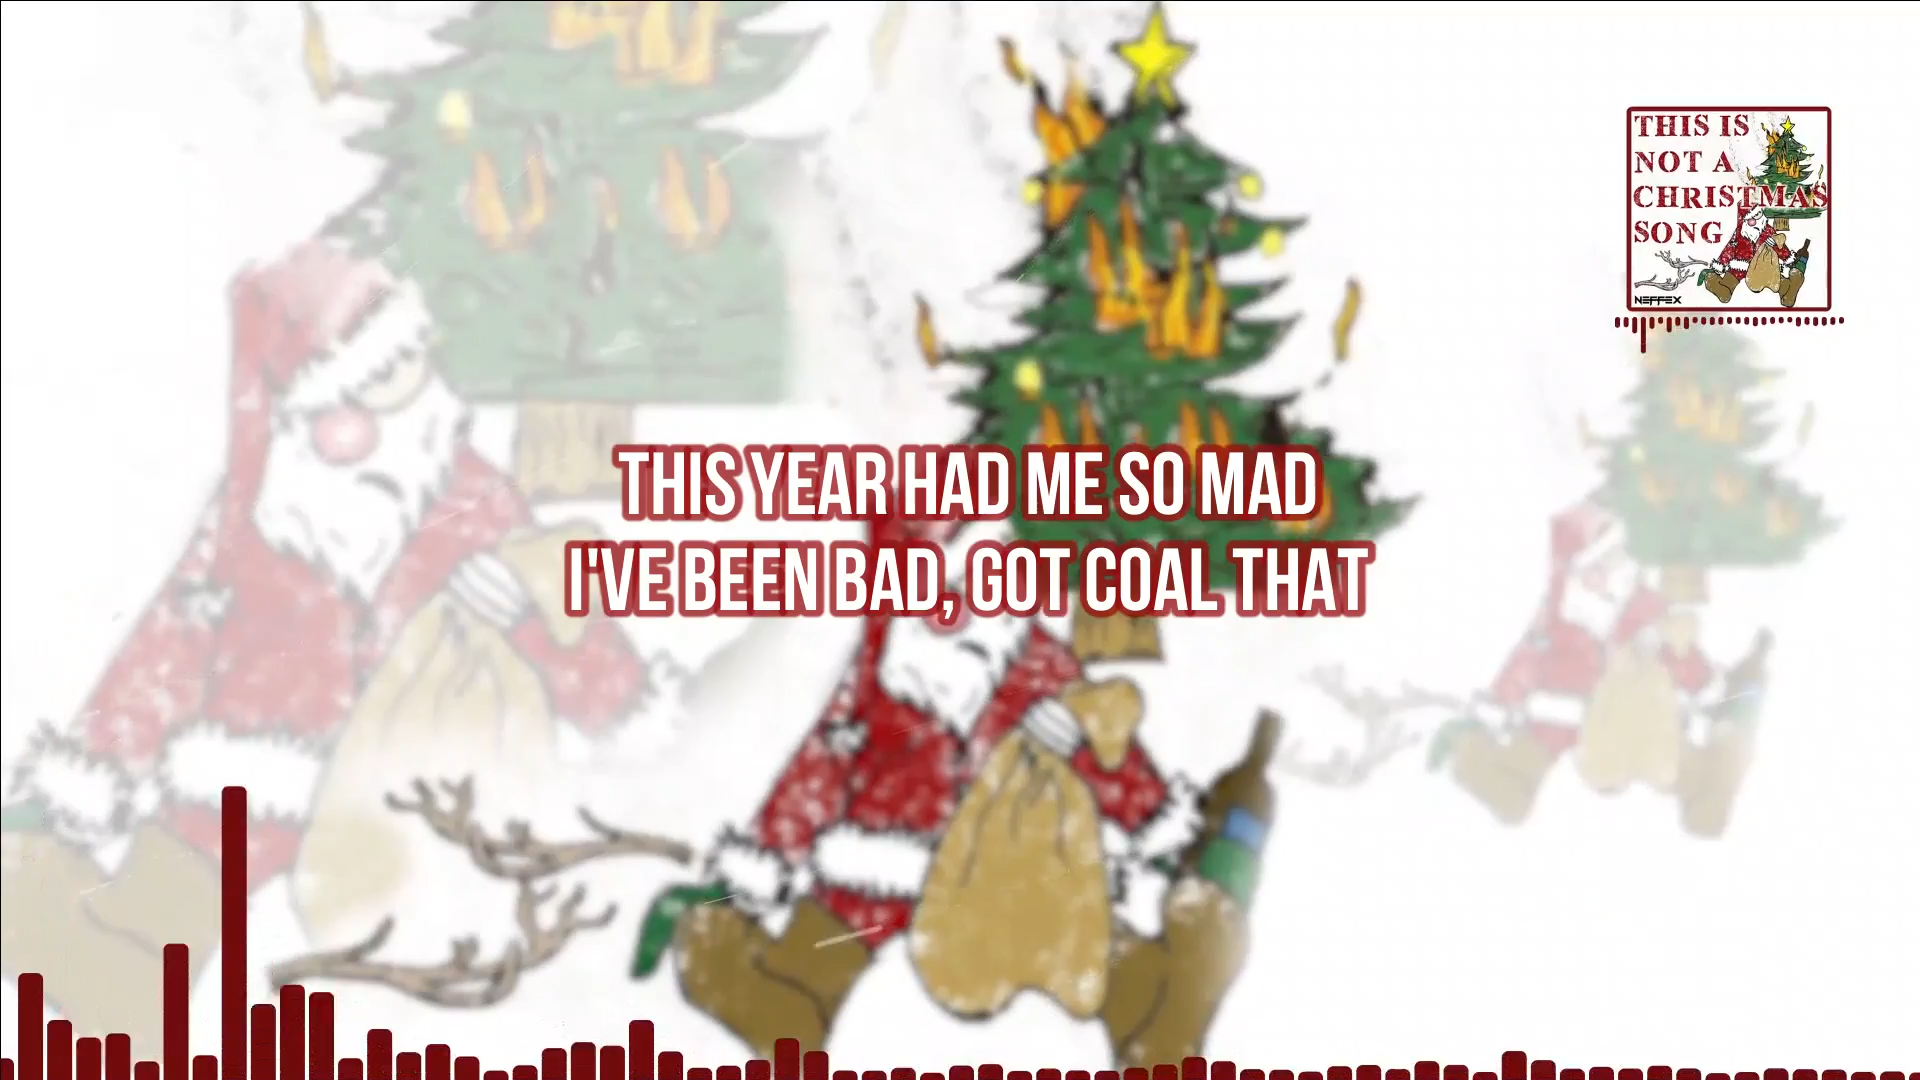 THIS IS
NOT A
CHRISTMAS
SONG
NEFFEX
THIS YEAR HAD ME SO MAD
I'VE BEEN BAD, GOT COAL THAT